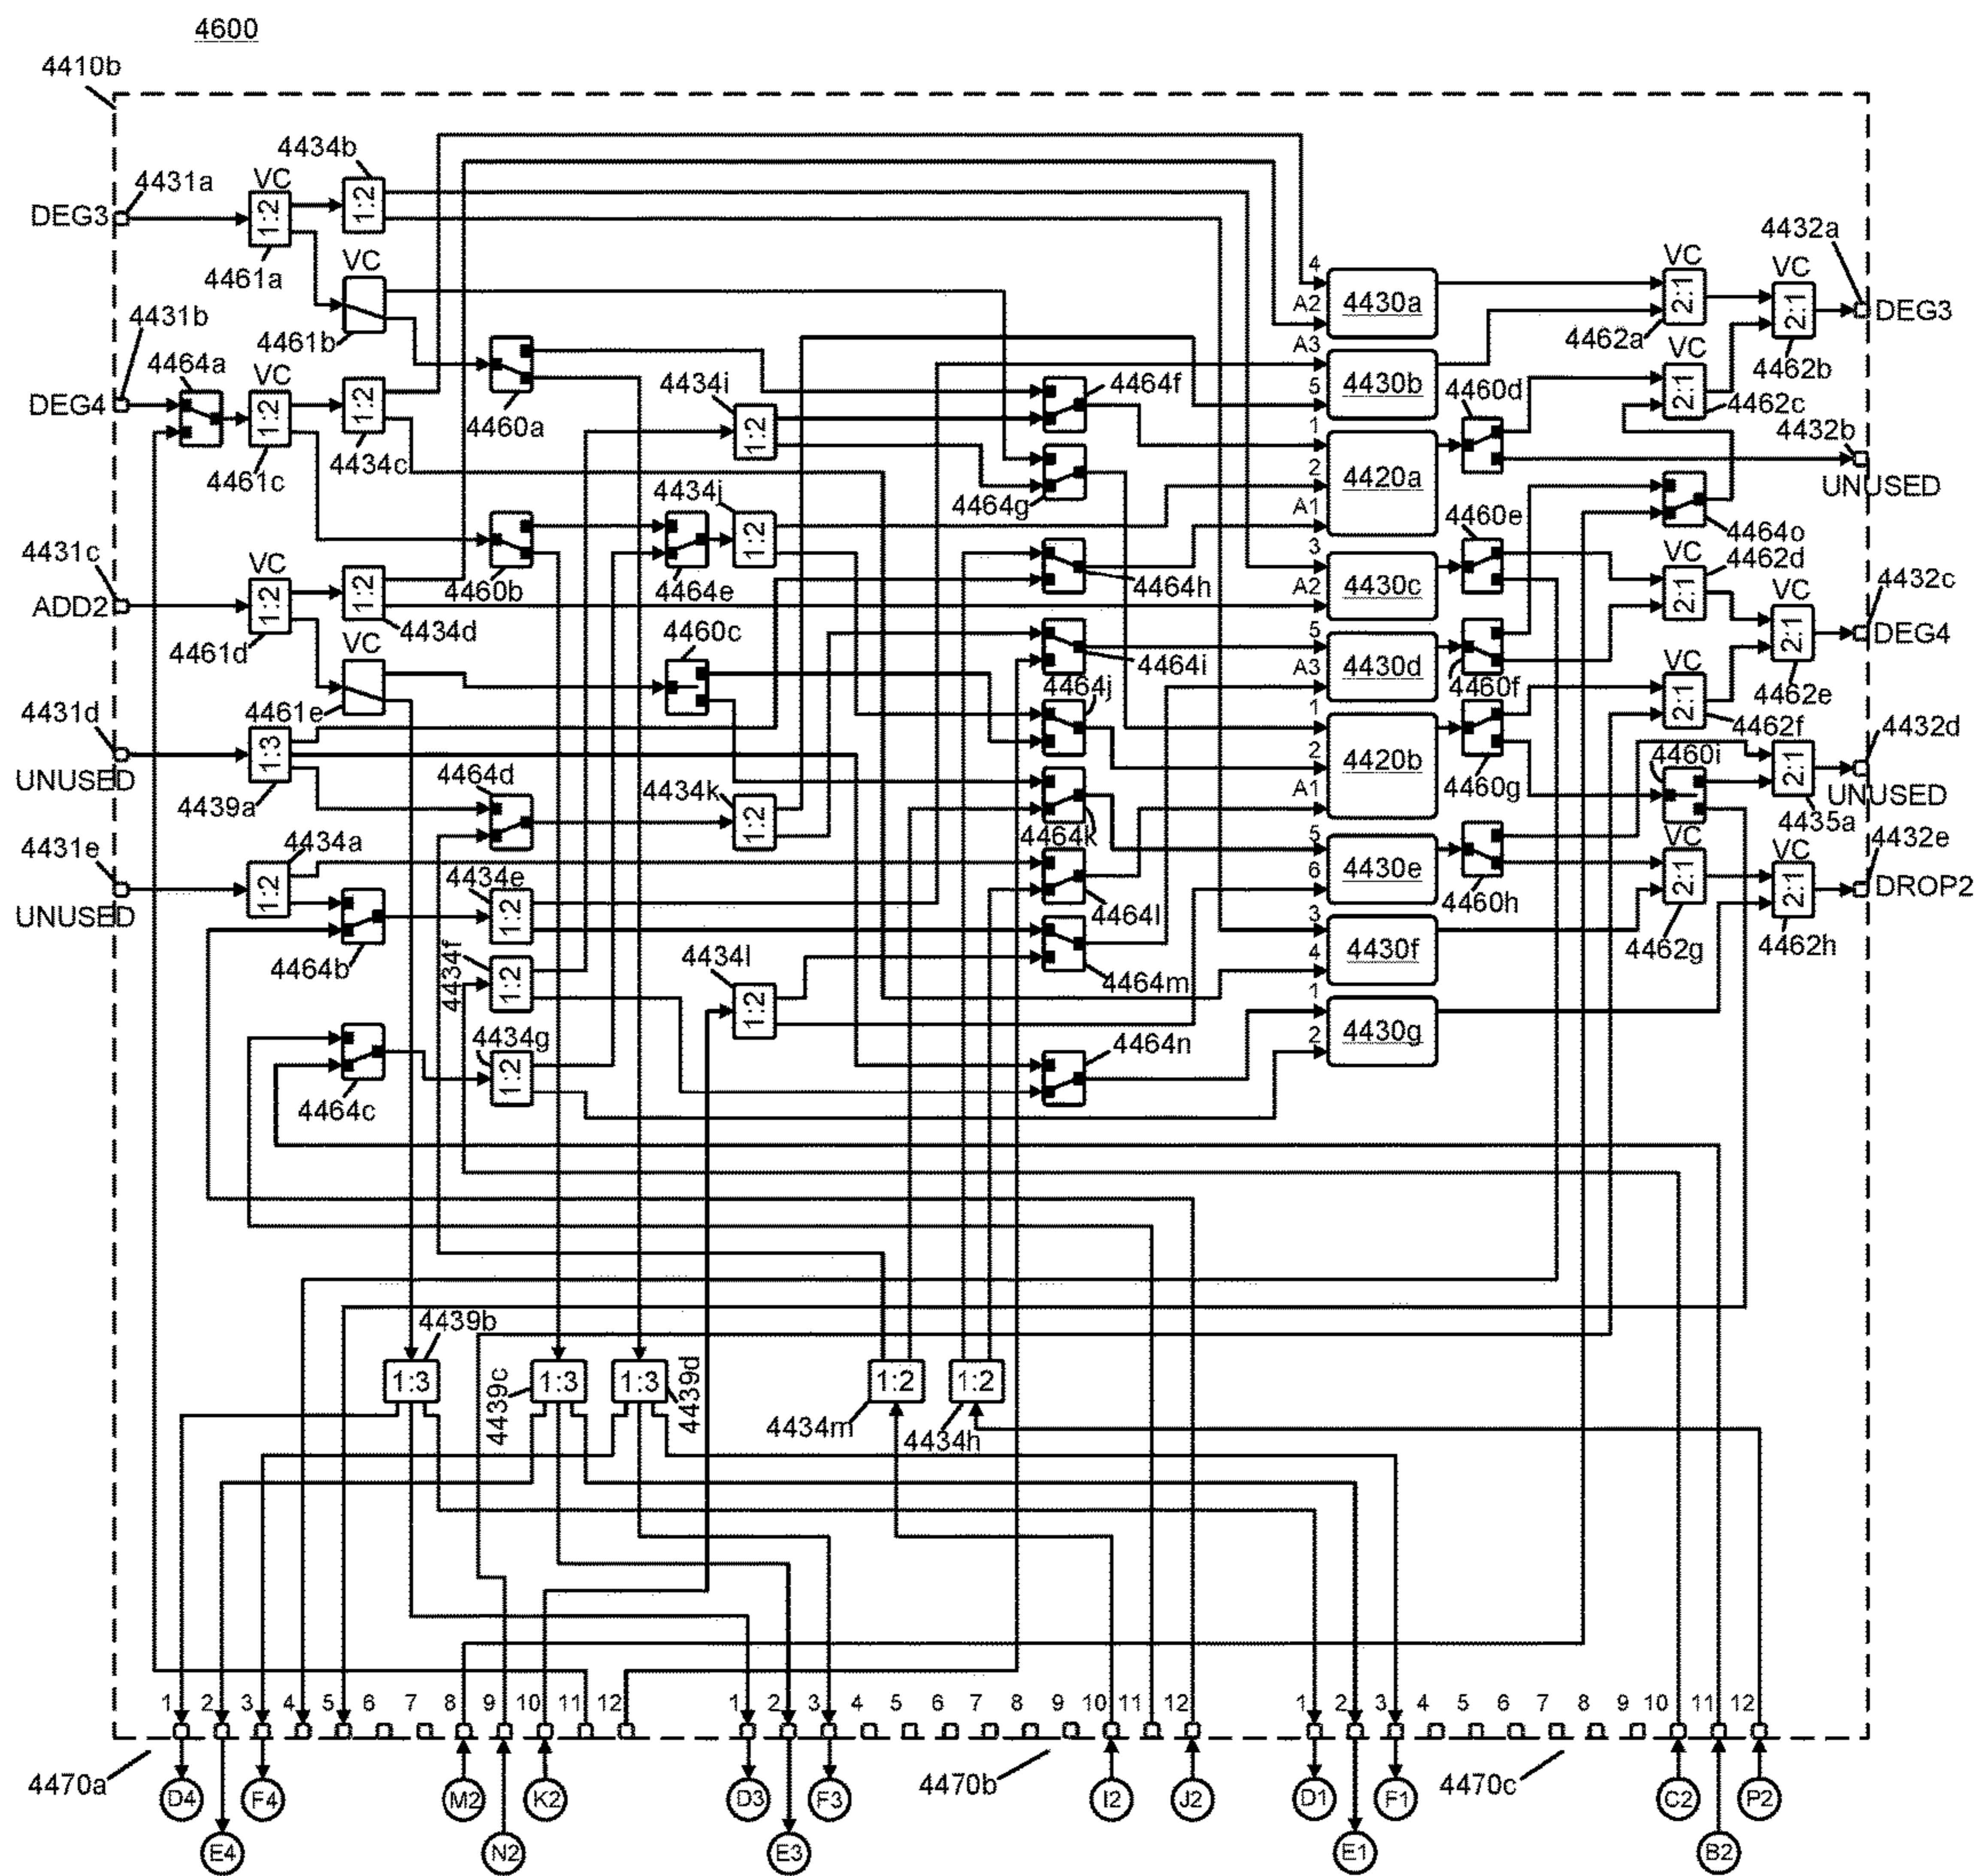 4600
4410b
4434b
4431a
VC
1:2
1:2
DEG3
4461a
VC
4461b
4431b
4464a
VC
DEG4
1:2
1:2
4461c
4434c
4460a
4434i
1:2
4464f
4464g
4434j
4464e
1:2
4460b
4464h
4431c
VC
ADD2
1:2
1:2
4461d
4434d
VC
4461e
4460c
4464i
4464j
4431d
UNUSED
1:3
4439a
4464d
4434k
1:2
4464k
4431e
UNUSED
4434a
1:2
4434e
1:2
4464b
4464l
4434f
1:2
4434l
1:2
4464m
4464c
4434g
1:2
4464n
4
A2
4430a
A3
5
4430b
1
2
A1
4420a
3
A2
4430c
5
A3
4430d
1
2
A1
4420b
5
6
4430e
3
4
4430f
1
2
4430g
VC
2:1
4462a
VC
2:1
4462b
4432a
DEG3
4460d
VC
2:1
4462c
4432b
UNUSED
4460e
4464o
4462d
VC
2:1
4432c
VC
2:1
DEG4
4460f
4462e
VC
2:1
4462f
4460g
4460i
4432d
2:1
UNUSED
4435a
4460h
VC
2:1
4462g
VC
2:1
4462h
4432e
DROP2
4439b
1:3
4439c
1:3
1:3
4439d
1:2
4434m
1:2
4434h
1 2 3 4 5 6 7 8 9 10 11 12
1 2 3 4 5 6 7 8 9 10 11 12
1 2 3 4 5 6 7 8 9 10 11 12
4470a
4470b
4470c
D4
F4
M2
K2
D3
F3
I2
J2
D1
F1
C2
P2
E4
N2
E3
E1
B2